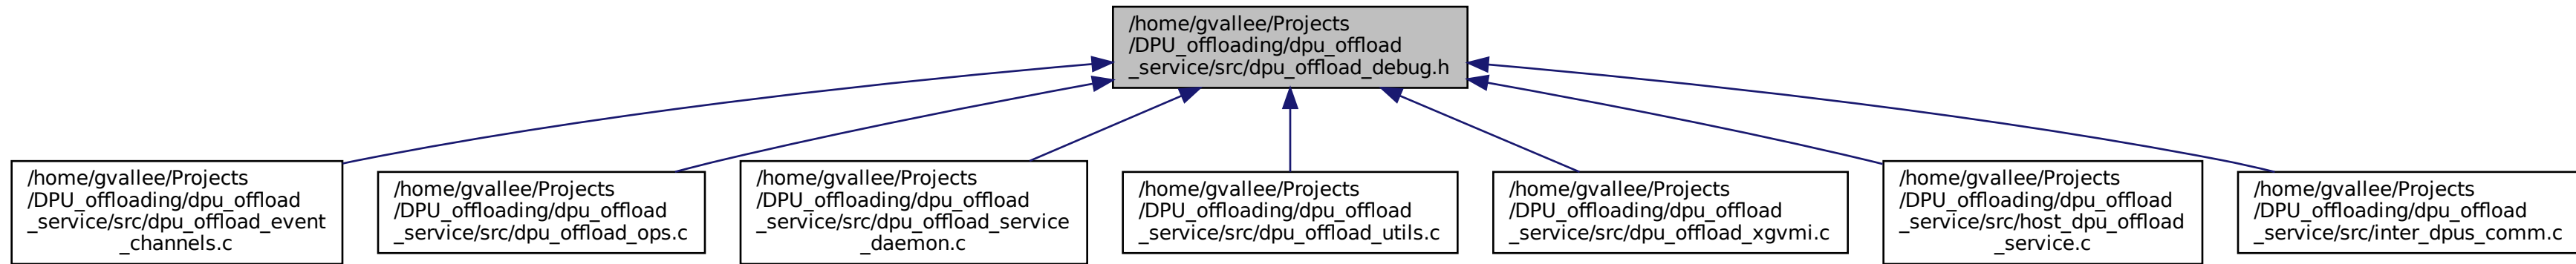 /home/gvallee/Projects
/DPU_offloading/dpu_offload
_service/src/dpu_offload_debug.h
/home/gvallee/Projects
/DPU_offloading/dpu_offload
_service/src/dpu_offload_event
_channels.c
/home/gvallee/Projects
/DPU_offloading/dpu_offload
_service/src/dpu_offload_ops.c
/home/gvallee/Projects
/DPU_offloading/dpu_offload
_service/src/dpu_offload_service
_daemon.c
/home/gvallee/Projects
/DPU_offloading/dpu_offload
_service/src/dpu_offload_utils.c
/home/gvallee/Projects
/DPU_offloading/dpu_offload
_service/src/dpu_offload_xgvmi.c
/home/gvallee/Projects
/DPU_offloading/dpu_offload
_service/src/host_dpu_offload
_service.c
/home/gvallee/Projects
/DPU_offloading/dpu_offload
_service/src/inter_dpus_comm.c